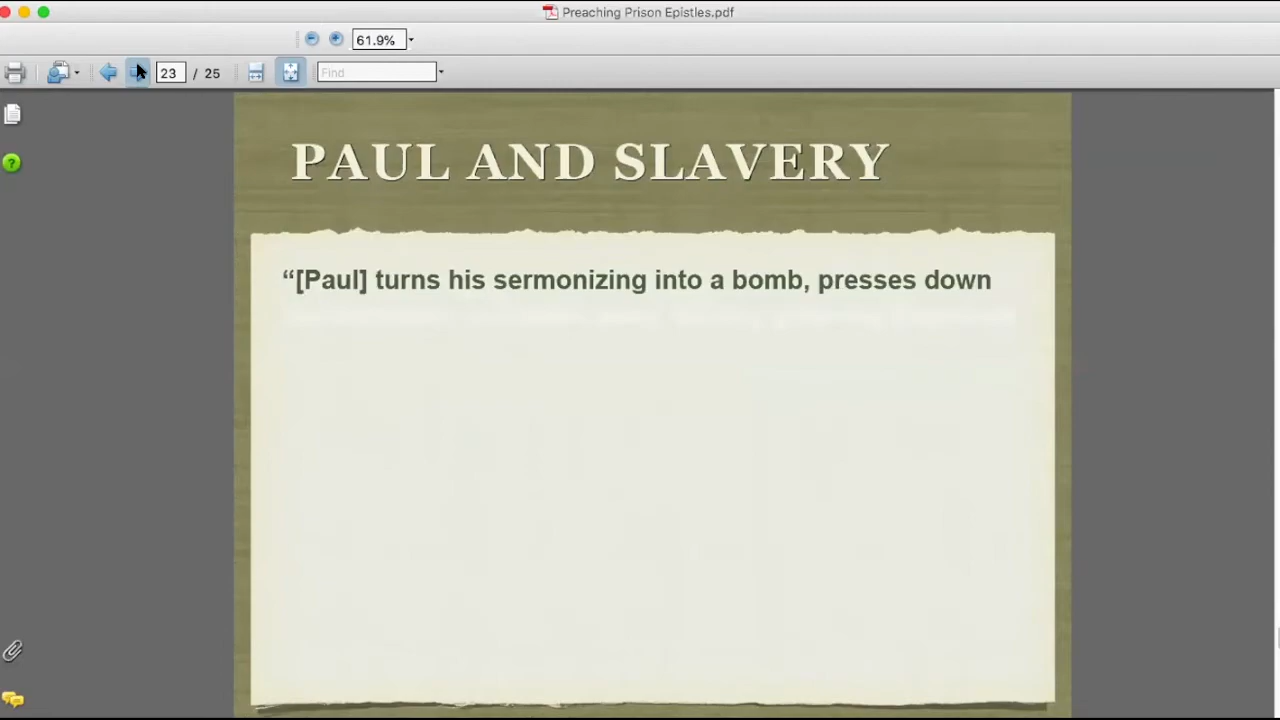 Preaching Prison Epistles.pdf
61.9%
23 / 25
Find
PAUL AND SLAVERY
“[Paul] turns his sermonizing into a bomb, presses down